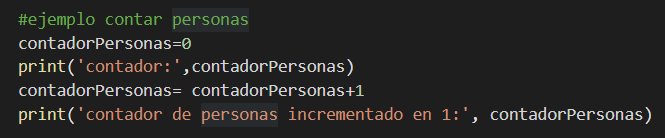 #ejemplo contar personas
contadorPersonas=0
print('contador:',contadorPersonas)
contadorPersonas= contadorPersonas+1
print('contador de personas incrementado en 1:', contadorPersonas)